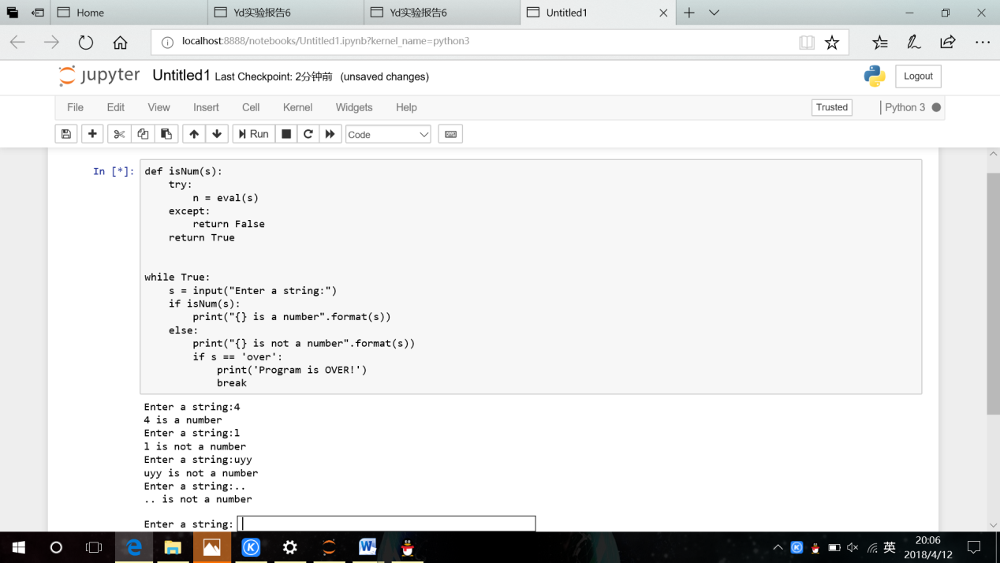 Home
Yd实验报告6
Yd实验报告6
Untitled1
localhost:8888/notebooks/Untitled1.ipynb?kernel_name=python3
jupyter Untitled1 Last Checkpoint: 2分钟前 (unsaved changes)
Logout
File Edit View Insert Cell Kernel Widgets Help
Trusted
Python 3
Run
Code
In [*]:
def isNum(s):
    try:
        n = eval(s)
    except:
        return False
    return True
while True:
    s = input("Enter a string:")
    if isNum(s):
        print("{} is a number".format(s))
    else:
        print("{} is not a number".format(s))
        if s == 'over':
            print('Program is OVER!')
            break
Enter a string:4
4 is a number
Enter a string:l
l is not a number
Enter a string:uyy
uyy is not a number
Enter a string:..
.. is not a number
Enter a string:
英
20:06
2018/4/12